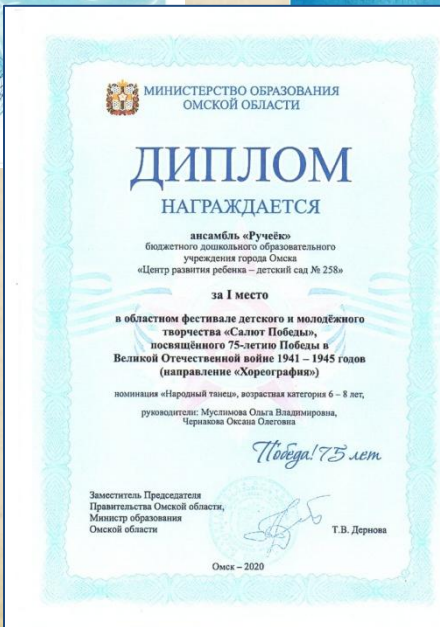 МИНИСТЕРСТВО ОБРАЗОВАНИЯ
ОМСКОЙ ОБЛАСТИ
ДИПЛОМ
НАГРАЖДАЕТСЯ
ансамбль «Ручеёк»
бюджетного дошкольного образовательного
учреждения города Омска
«Центр развития ребенка – детский сад № 258»
за I место
в областном фестивале детского и молодёжного
творчества «Салют Победы»,
посвящённого 75-летию Победы в
Великой Отечественной войне 1941 – 1945 годов
(направление «Хореография»)
номинация «Народный танец», возрастная категория 6 – 8 лет,
руководители: Муслимова Ольга Владимировна,
Чернакова Оксана Олеговна
Победа! 75 лет
Заместитель Председателя
Правительства Омской области,
Министр образования
Омской области
Т.В. Дернова
Омск – 2020